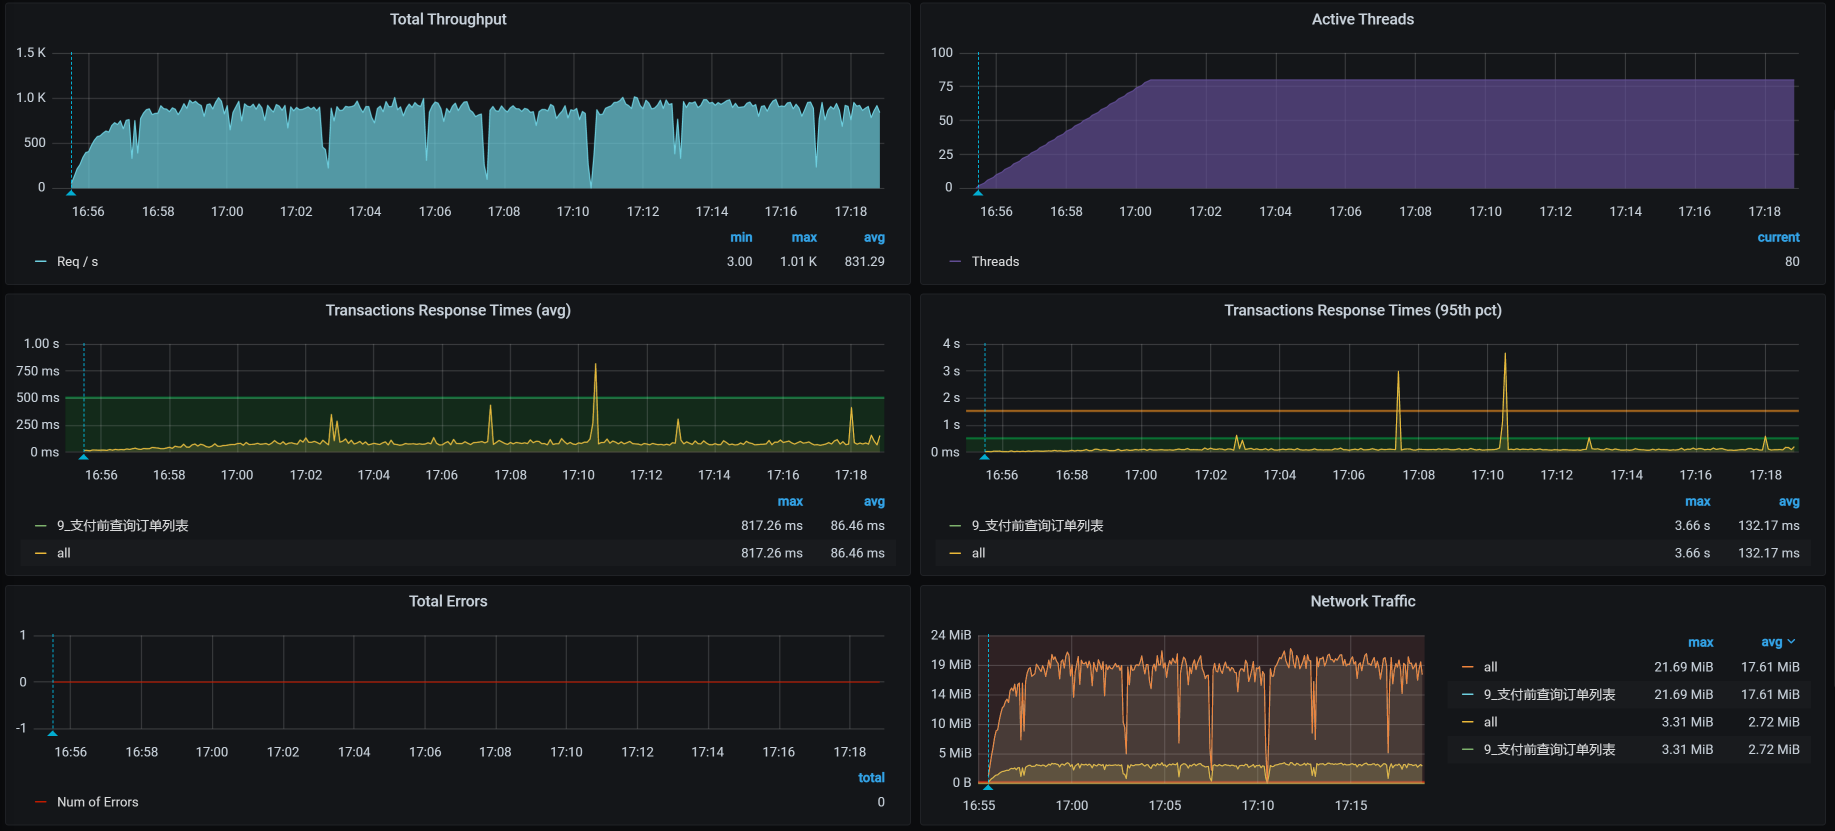 Total Throughput
1.5 K
1.0 K
500
0
16:56 16:58 17:00 17:02 17:04 17:06 17:08 17:10 17:12 17:14 17:16 17:18
min max avg
Req / s 3.00 1.01 K 831.29
Active Threads
100
75
50
25
0
16:56 16:58 17:00 17:02 17:04 17:06 17:08 17:10 17:12 17:14 17:16 17:18
current
Threads 80
Transactions Response Times (avg)
1.00 s
750 ms
500 ms
250 ms
0 ms
16:56 16:58 17:00 17:02 17:04 17:06 17:08 17:10 17:12 17:14 17:16 17:18
max avg
9_支付前查询订单列表 817.26 ms 86.46 ms
all 817.26 ms 86.46 ms
Transactions Response Times (95th pct)
4 s
3 s
2 s
1 s
0 ms
16:56 16:58 17:00 17:02 17:04 17:06 17:08 17:10 17:12 17:14 17:16 17:18
max avg
9_支付前查询订单列表 3.66 s 132.17 ms
all 3.66 s 132.17 ms
Total Errors
1
0
-1
16:56 16:58 17:00 17:02 17:04 17:06 17:08 17:10 17:12 17:14 17:16 17:18
total
Num of Errors 0
Network Traffic
24 MiB
19 MiB
14 MiB
10 MiB
5 MiB
0 B
16:55 17:00 17:05 17:10 17:15
max avg
all 21.69 MiB 17.61 MiB
9_支付前查询订单列表 21.69 MiB 17.61 MiB
all 3.31 MiB 2.72 MiB
9_支付前查询订单列表 3.31 MiB 2.72 MiB